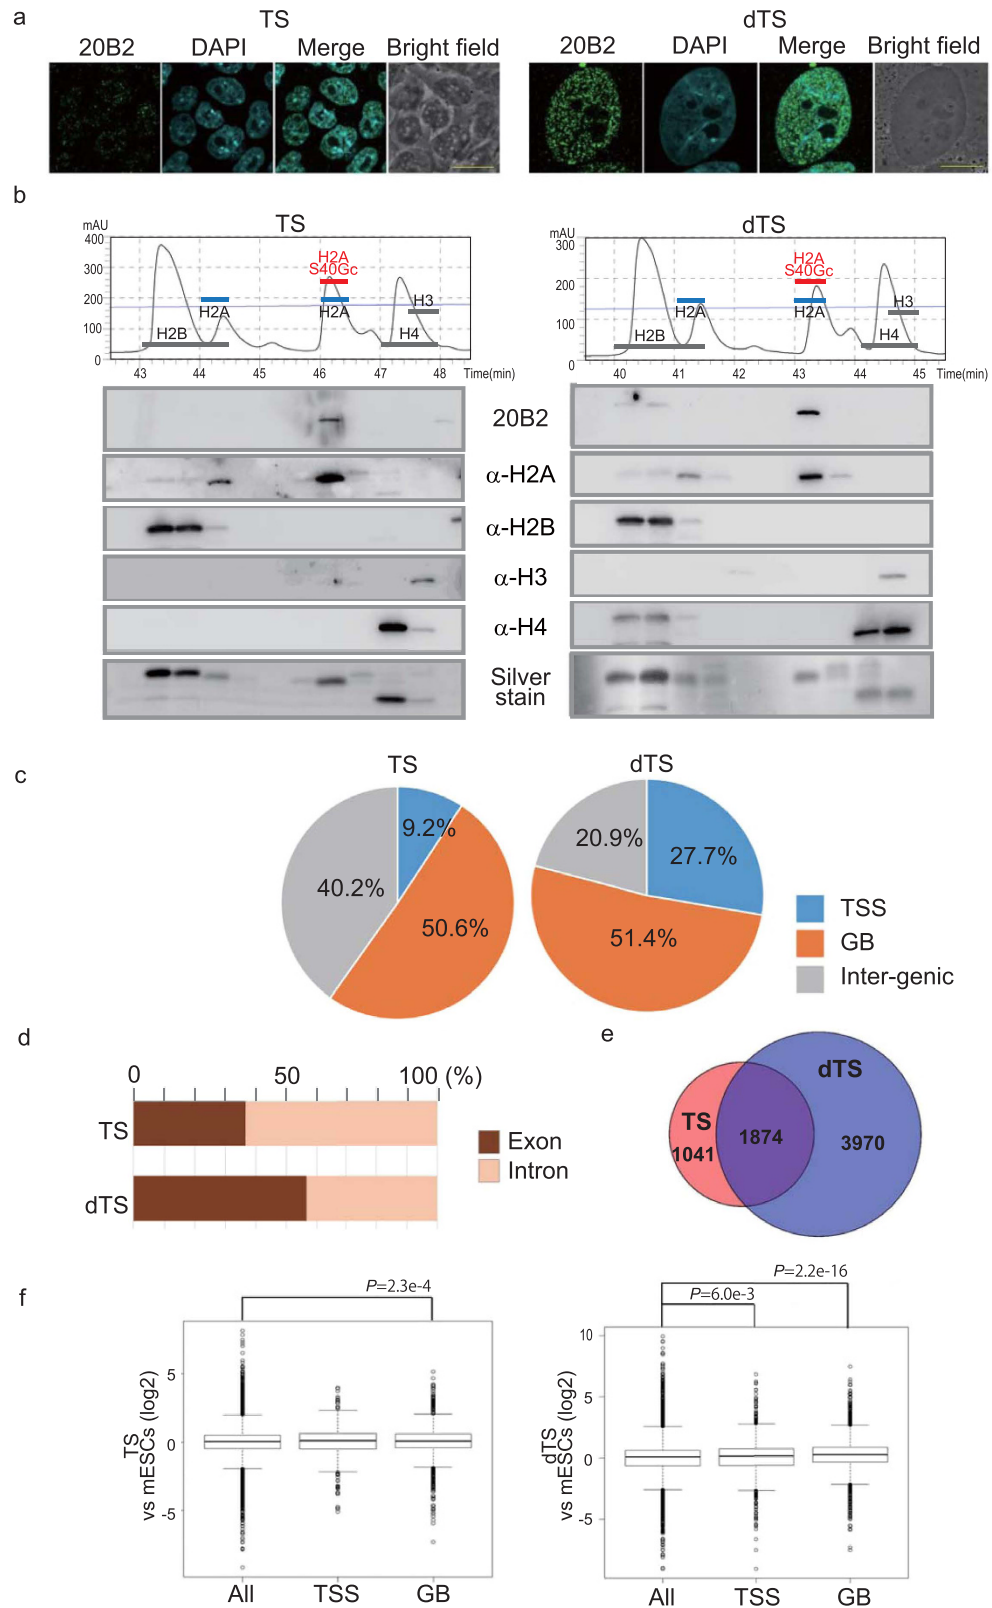 a
TS
dTS
20B2 DAPI Merge Bright field
20B2 DAPI Merge Bright field
b
TS
mAU
400
300
200
100
0
H2A
S40Gc
H2B
H2A
H2A
H3
H4
43 44 45 46 47 48 Time(min)
dTS
mAU
300
200
100
0
H2A
S40Gc
H2B
H2A
H2A
H3
H4
40 41 42 43 44 45 Time(min)
20B2
α-H2A
α-H2B
α-H3
α-H4
Silver
stain
c
TS
dTS
9.2%
50.6%
40.2%
27.7%
51.4%
20.9%
TSS
GB
Inter-genic
d
0 50 100 (%)
TS
dTS
Exon
Intron
e
TS
1041
1874
dTS
3970
f
P=2.3e-4
TS
vs mESCs (log2)
5
0
-5
All TSS GB
P=2.2e-16
P=6.0e-3
dTS
vs mESCs (log2)
10
5
0
-5
All TSS GB